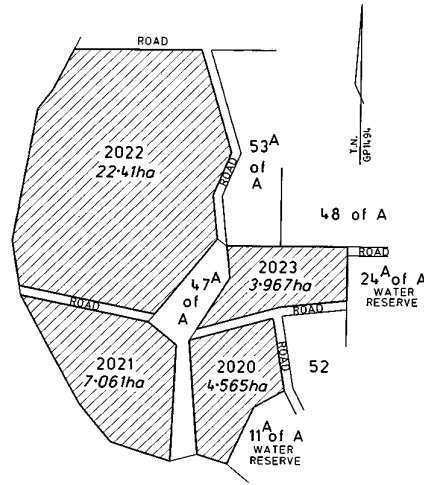 ROAD
53A
of
A
ROAD
T.N.
GP14.94
2022
22·41ha
48 of A
ROAD
47A
of
A
2023
3·967ha
24A of A
WATER
RESERVE
ROAD
ROAD
2021
7·061ha
2020
4·565ha
ROAD
52
11A of A
WATER
RESERVE